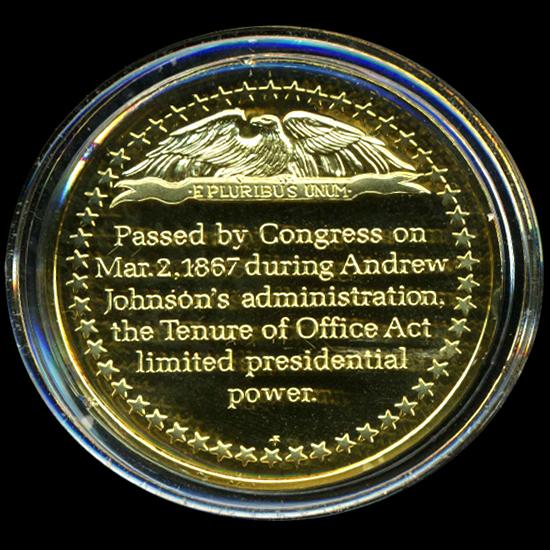 ·E PLURIBUS UNUM·
Passed by Congress on
Mar. 2, 1867 during Andrew
Johnson's administration,
the Tenure of Office Act
limited presidential
power.